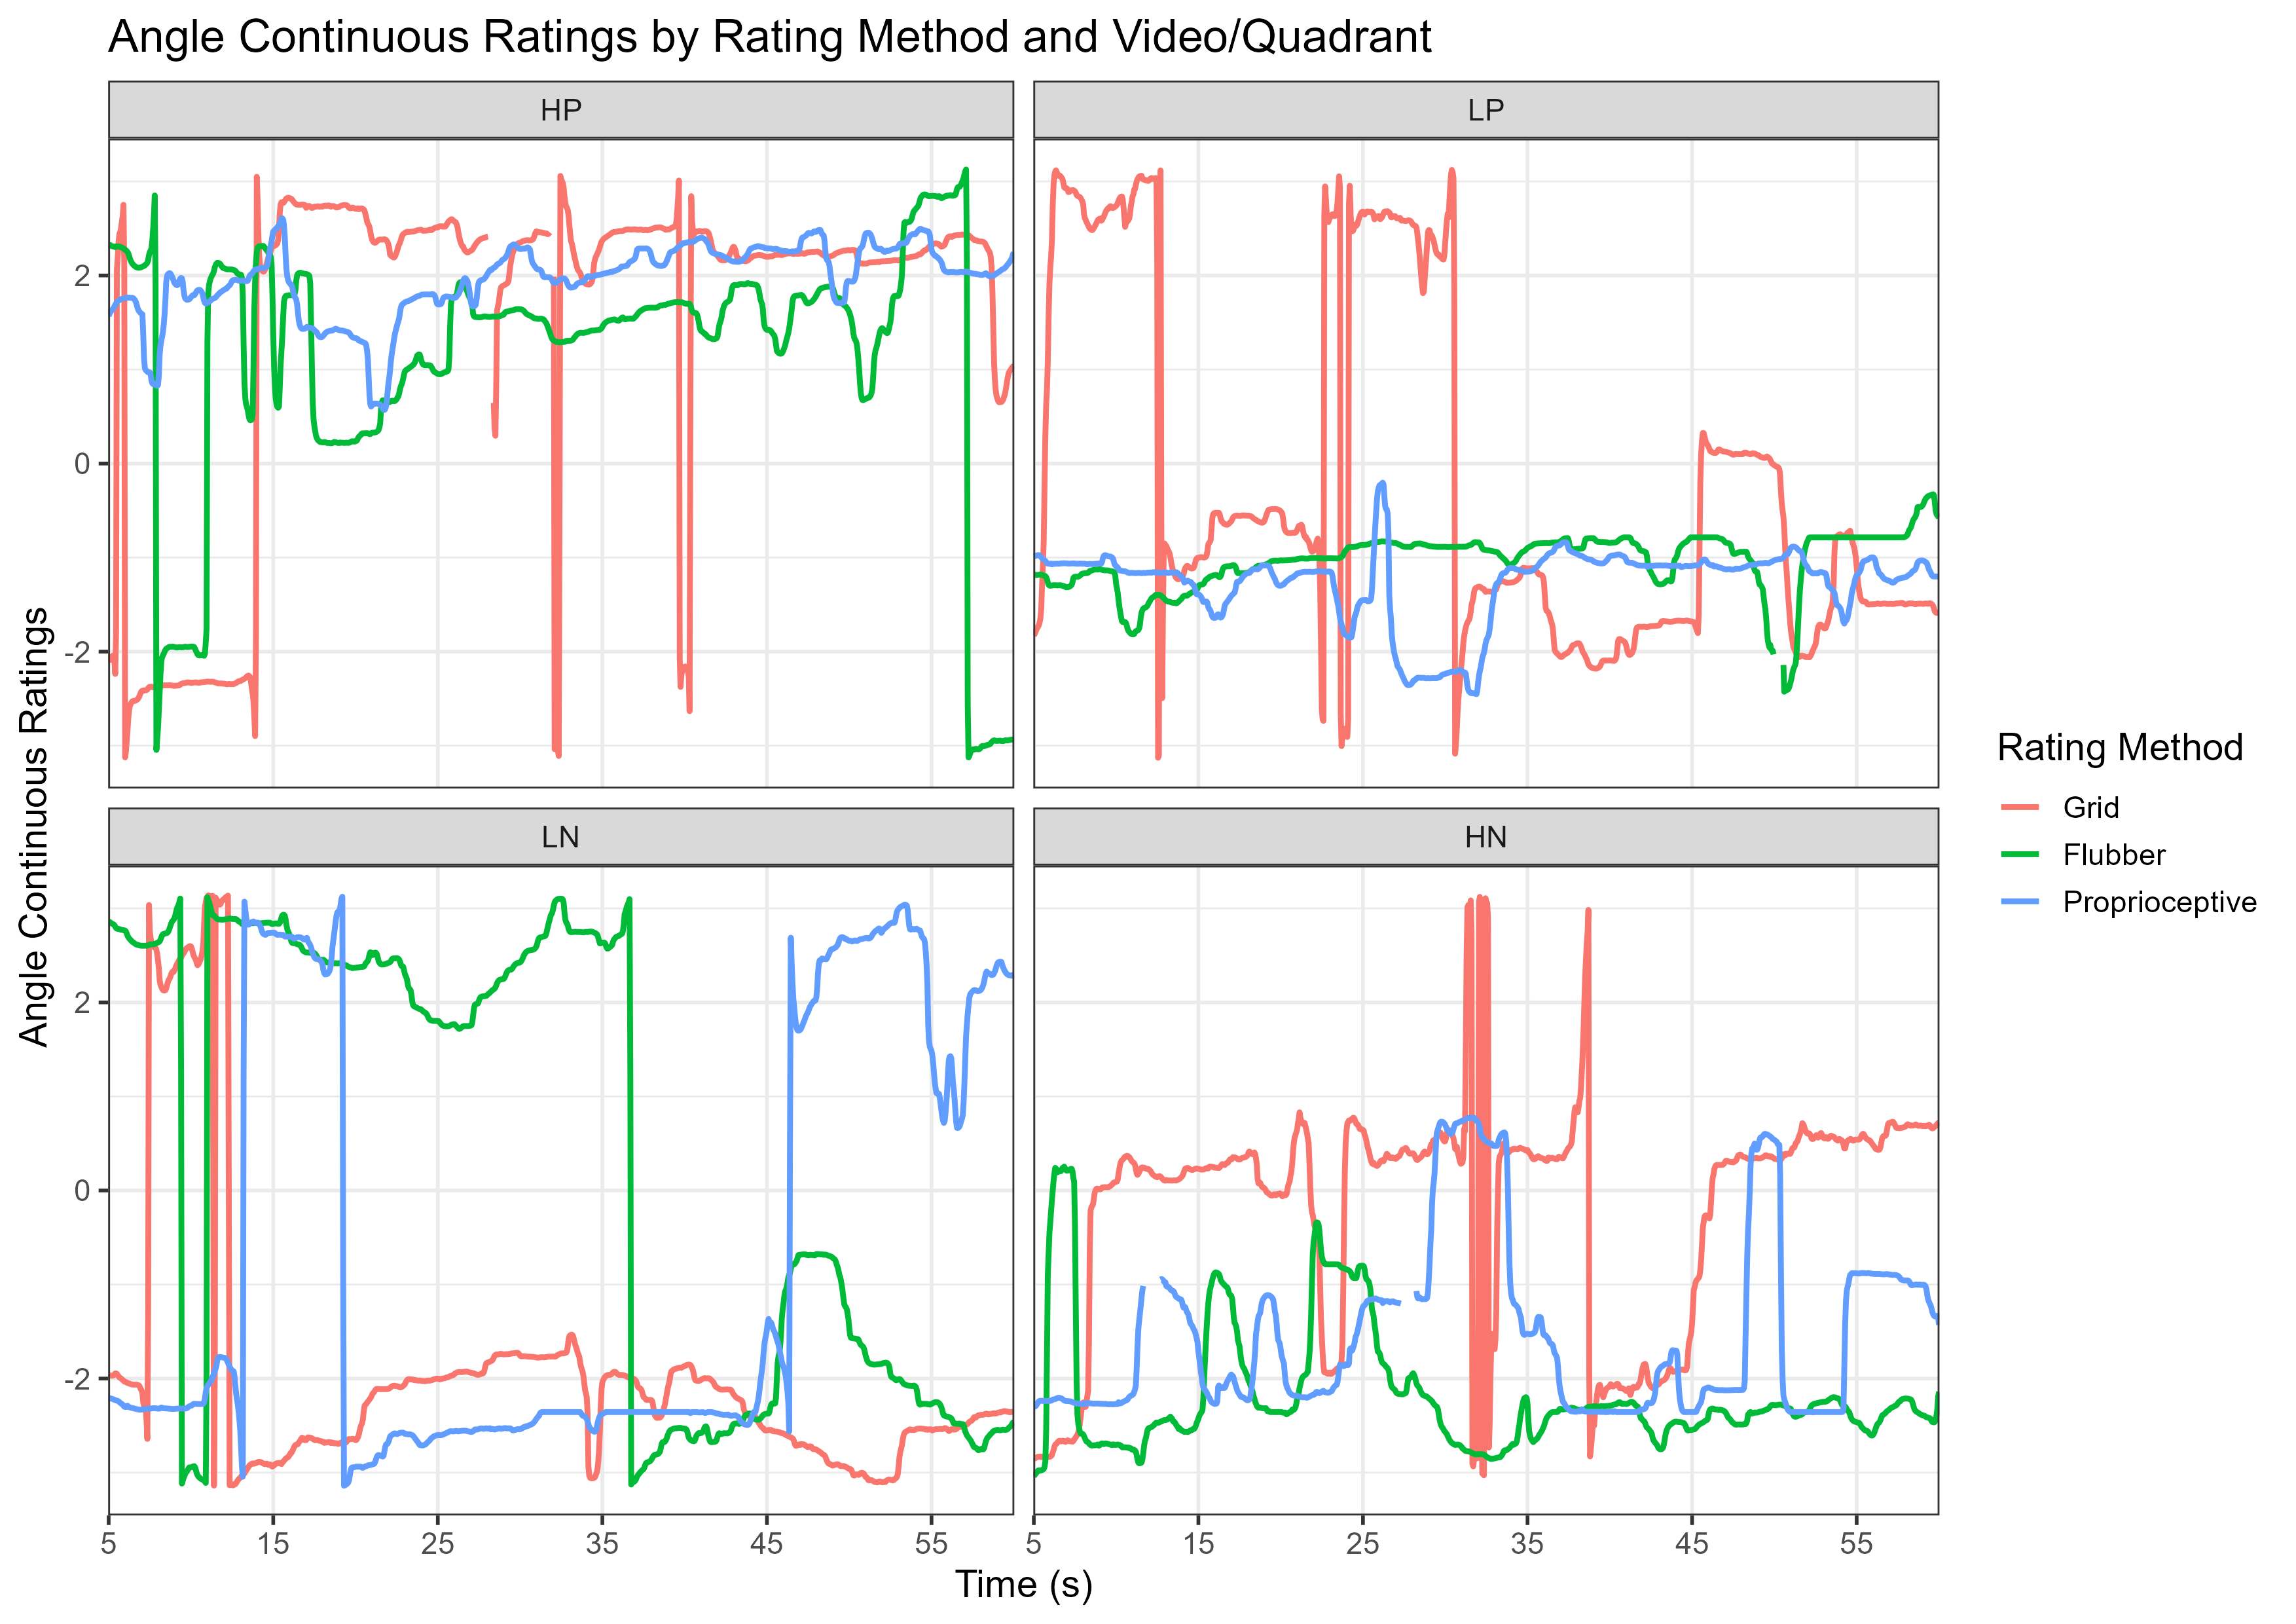 Angle Continuous Ratings by Rating Method and Video/Quadrant
HP
LP
2
0
-2
LN
HN
2
0
-2
5 15 25 35 45 55 5 15 25 35 45 55
Time (s)
Angle Continuous Ratings
Rating Method
Grid
Flubber
Proprioceptive